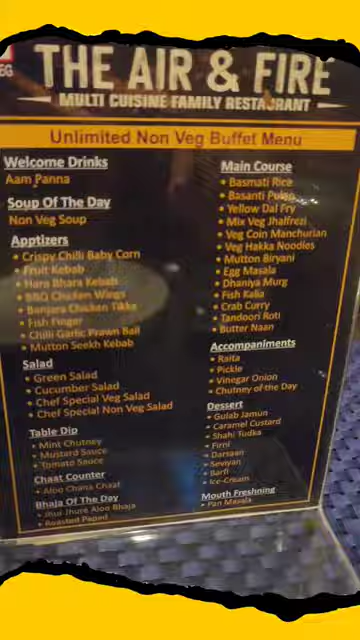 EG
THE AIR & FIRE
MULTI CUISINE FAMILY RESTAURANT
Unlimited Non Veg Buffet Menu
Welcome Drinks
Aam Panna
Soup Of The Day
Non Veg Soup
Apptizers
• Crispy Chilli Baby Corn
• Fruit Kebab
• Hara Bhara Kebab
• BBQ Chicken Wings
• Banjara Chicken Tikka
• Fish Finger
• Chilli Garlic Prawn Ball
• Mutton Seekh Kebab
Salad
• Green Salad
• Cucumber Salad
• Chef Special Veg Salad
• Chef Special Non Veg Salad
Table Dip
• Mint Chutney
• Mustard Sauce
• Tomato Sauce
Chaat Counter
• Aloo Chana Chaat
Bhaja Of The Day
• Jhuri Jhure Aloo Bhaja
• Roasted Papad
Main Course
• Basmati Rice
• Basanti Pulao
• Yellow Dal Fry
• Mix Veg Jhalfrezi
• Veg Coin Manchurian
• Veg Hakka Noodles
• Mutton Biryani
• Egg Masala
• Dhaniya Murg
• Fish Kalia
• Crab Curry
• Tandoori Roti
• Butter Naan
Accompaniments
• Raita
• Pickle
• Vinegar Onion
• Chutney of the Day
Dessert
• Gulab Jamun
• Caramel Custard
• Shahi Tudka
• Firni
• Darsaan
• Seviyan
• Barfi
• Ice-Cream
Mouth Freshning
• Pan Masala